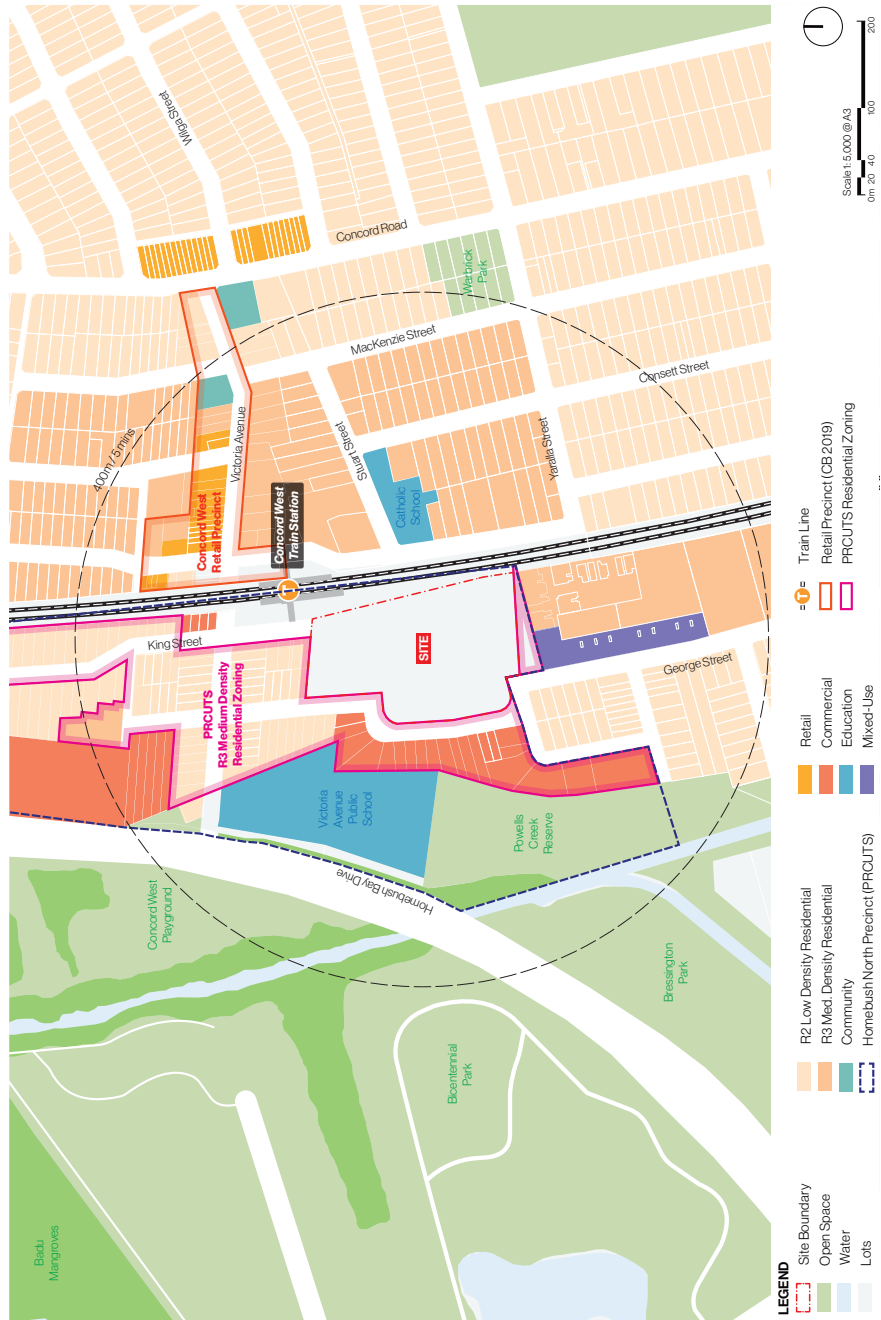 Wilga Street
Concord Road
Warbrick
Park
MacKenzie Street
Consett Street
400m / 5 mins
Victoria Avenue
Stuart Street
Yaralla Street
Catholic
School
Concord West
Retail Precinct
Concord West
Train Station
T
King Street
SITE
George Street
PRCUTS
R3 Medium Density
Residential Zoning
Victoria
Avenue
Public
School
Powells
Creek
Reserve
Homebush Bay Drive
Concord West
Playground
Bressington
Park
Bicentennial
Park
Badu
Mangroves
Scale 1: 5,000 @ A3
0m 20 40 100 200
LEGEND
Site Boundary
Open Space
Water
Lots
R2 Low Density Residential
R3 Med. Density Residential
Community
Homebush North Precinct (PRCUTS)
Retail
Commercial
Education
Mixed-Use
=T= Train Line
Retail Precinct (CB 2019)
PRCUTS Residential Zoning